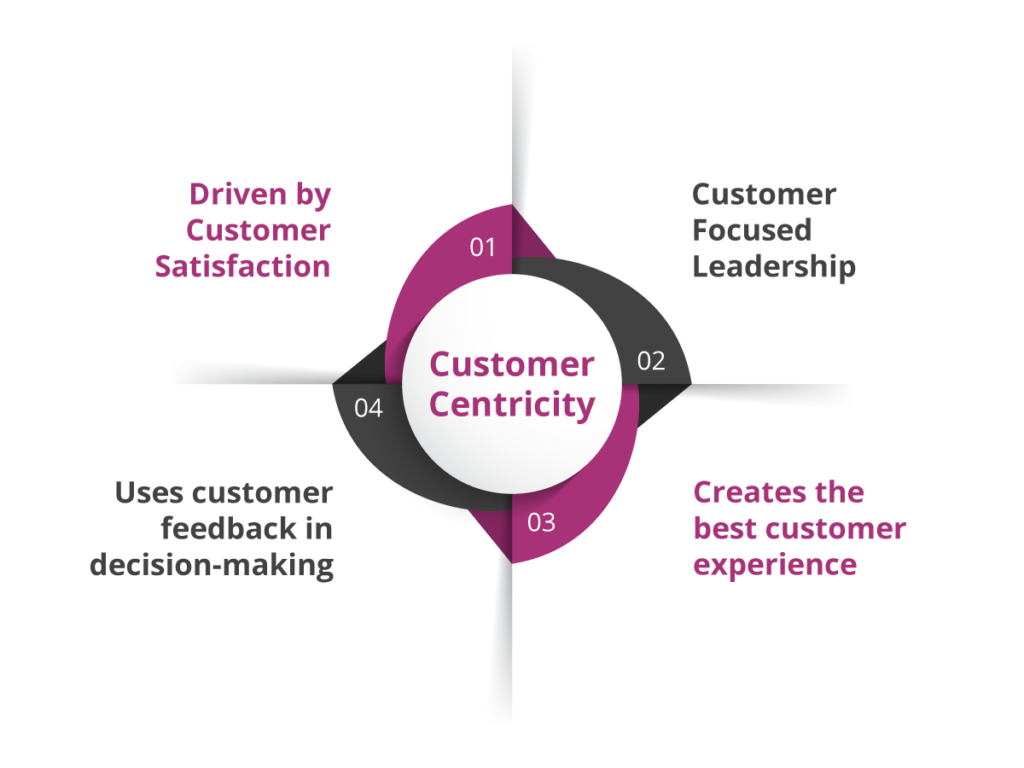 Driven by
Customer
Satisfaction
01
Customer
Focused
Leadership
02
Customer
Centricity
04
Uses customer
feedback in
decision-making
03
Creates the
best customer
experience